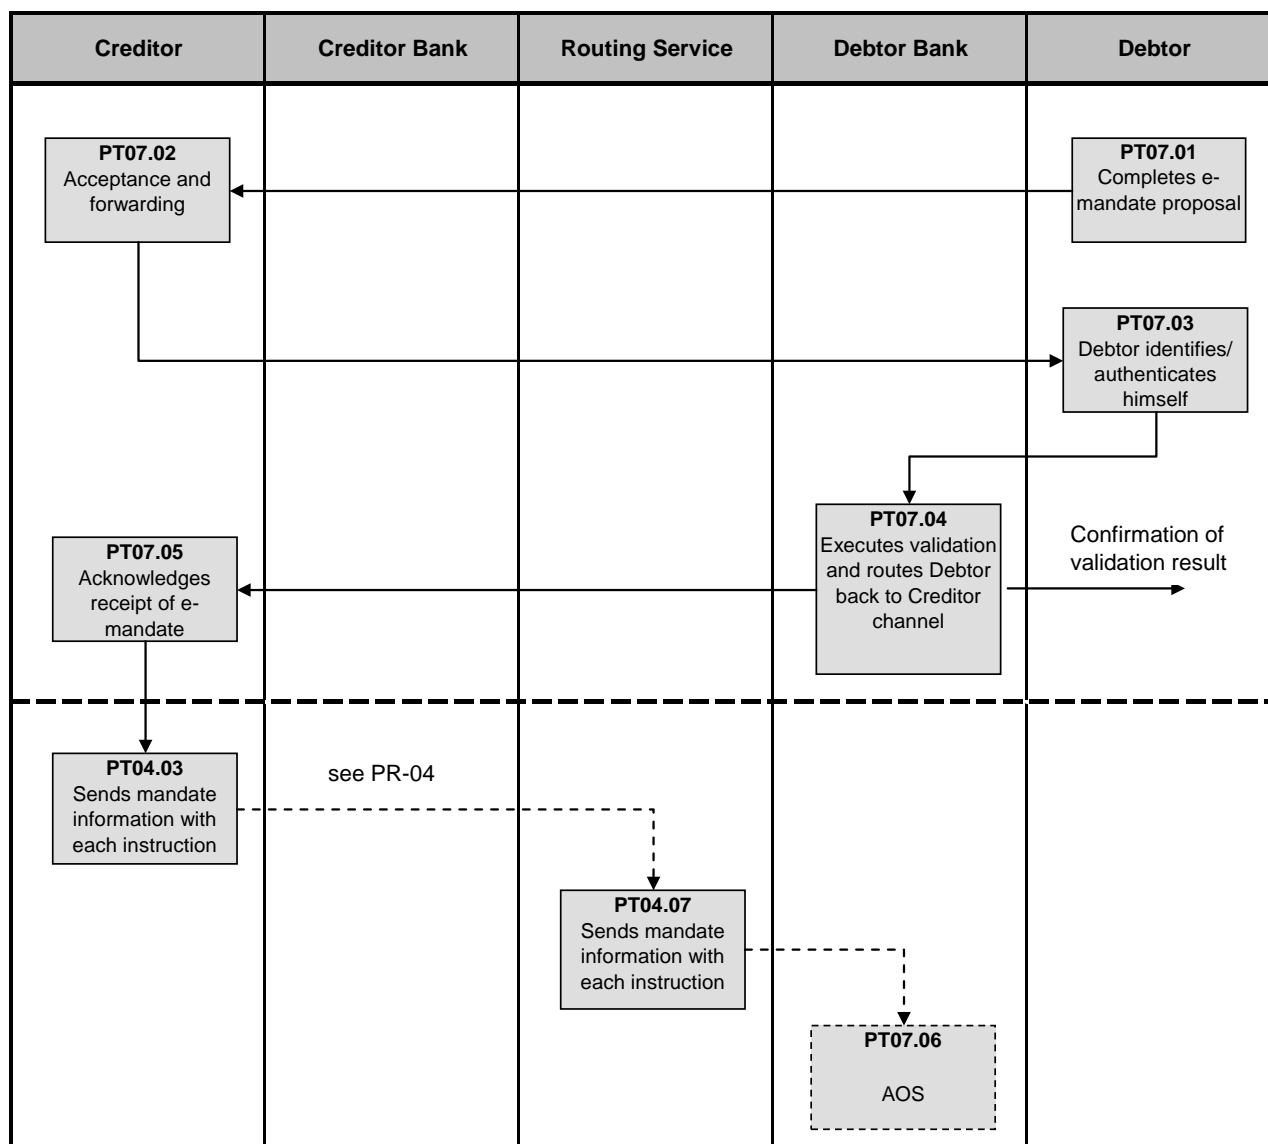 Creditor
Creditor Bank
Routing Service
Debtor Bank
Debtor
PT07.02
Acceptance and
forwarding
PT07.01
Completes e-
mandate proposal
PT07.03
Debtor identifies/
authenticates
himself
PT07.04
Executes validation
and routes Debtor
back to Creditor
channel
Confirmation of
validation result
PT07.05
Acknowledges
receipt of e-
mandate
PT04.03
Sends mandate
information with
each instruction
see PR-04
PT04.07
Sends mandate
information with
each instruction
PT07.06
AOS